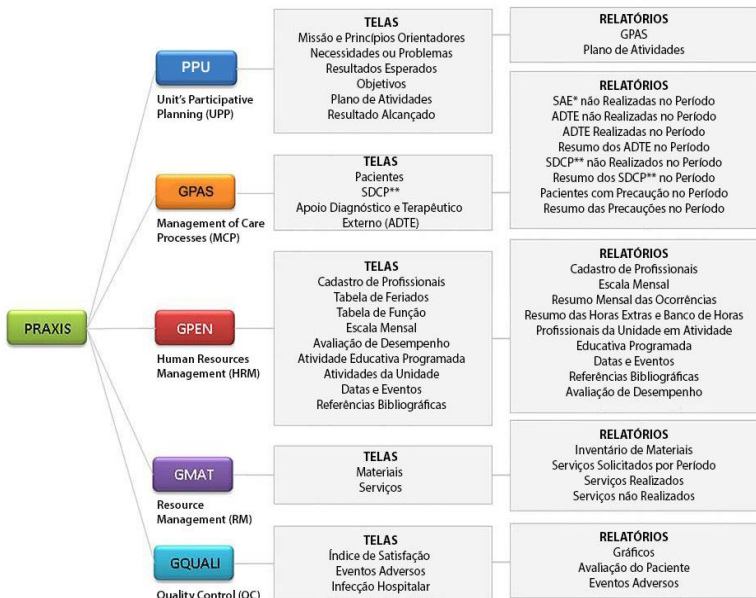 PRAXIS
PPU
Unit's Participative
Planning (UPP)
TELAS
Missão e Princípios Orientadores
Necessidades ou Problemas
Resultados Esperados
Objetivos
Plano de Atividades
Resultado Alcançado
RELATÓRIOS
GPAS
Plano de Atividades
GPAS
Management of Care
Processes (MCP)
TELAS
Pacientes
SDCP**
Apoio Diagnóstico e Terapêutico
Externo (ADTE)
RELATÓRIOS
SAE* não Realizadas no Período
ADTE não Realizadas no Período
ADTE Realizadas no Período
Resumo dos ADTE no Período
SDCP** não Realizados no Período
Resumo dos SDCP** no Período
Pacientes com Precaução no Período
Resumo das Precauções no Período
GPEN
Human Resources
Management (HRM)
TELAS
Cadastro de Profissionais
Tabela de Feriados
Tabela de Função
Escala Mensal
Avaliação de Desempenho
Atividade Educativa Programada
Atividades da Unidade
Datas e Eventos
Referências Bibliográficas
RELATÓRIOS
Cadastro de Profissionais
Escala Mensal
Resumo Mensal das Ocorrências
Resumo das Horas Extras e Banco de Horas
Profissionais da Unidade em Atividade
Educativa Programada
Datas e Eventos
Referências Bibliográficas
Avaliação de Desempenho
GMAT
Resource
Management (RM)
TELAS
Materiais
Serviços
RELATÓRIOS
Inventário de Materiais
Serviços Solicitados por Período
Serviços Realizados
Serviços não Realizados
GQUALI
Quality Control (QC)
TELAS
Índice de Satisfação
Eventos Adversos
Infecção Hospitalar
RELATÓRIOS
Gráficos
Avaliação do Paciente
Eventos Adversos